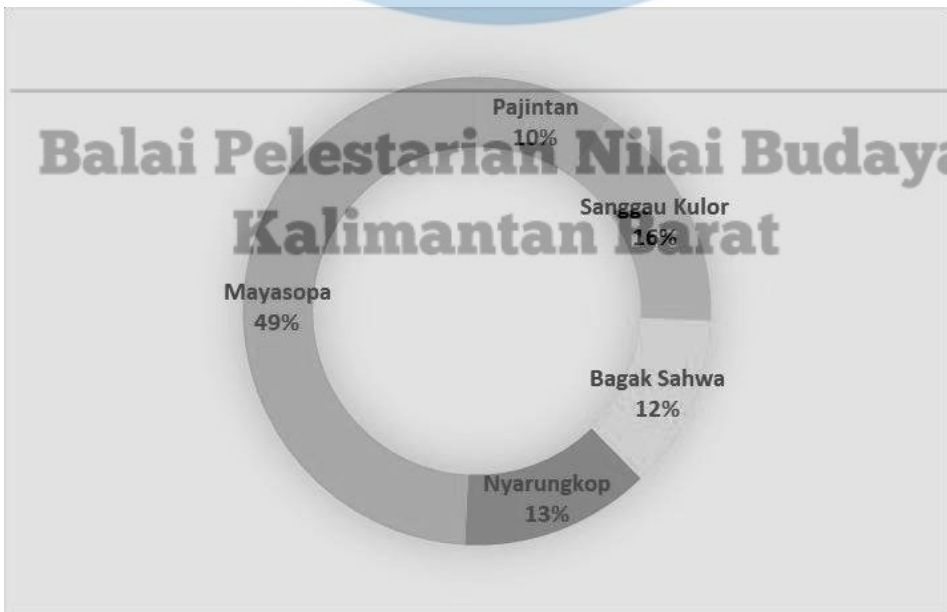 Pajintan
10%
Balai Pelestarian Nilai Budaya
Sanggau Kulor
16%
Kalimantan Barat
Mayasopa
49%
Bagak Sahwa
12%
Nyarungkop
13%